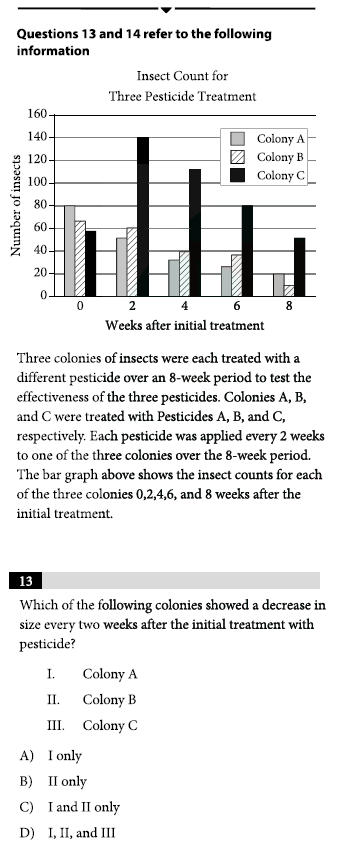 Questions 13 and 14 refer to the following
information
Insect Count for
Three Pesticide Treatment
160
140
120
100
80
60
40
20
0
Number of insects
Colony A
Colony B
Colony C
0 2 4 6 8
Weeks after initial treatment
Three colonies of insects were each treated with a
different pesticide over an 8-week period to test the
effectiveness of the three pesticides. Colonies A, B,
and C were treated with Pesticides A, B, and C,
respectively. Each pesticide was applied every 2 weeks
to one of the three colonies over the 8-week period.
The bar graph above shows the insect counts for each
of the three colonies 0,2,4,6, and 8 weeks after the
initial treatment.
13
Which of the following colonies showed a decrease in
size every two weeks after the initial treatment with
pesticide?
I. Colony A
II. Colony B
III. Colony C
A) I only
B) II only
C) I and II only
D) I, II, and III